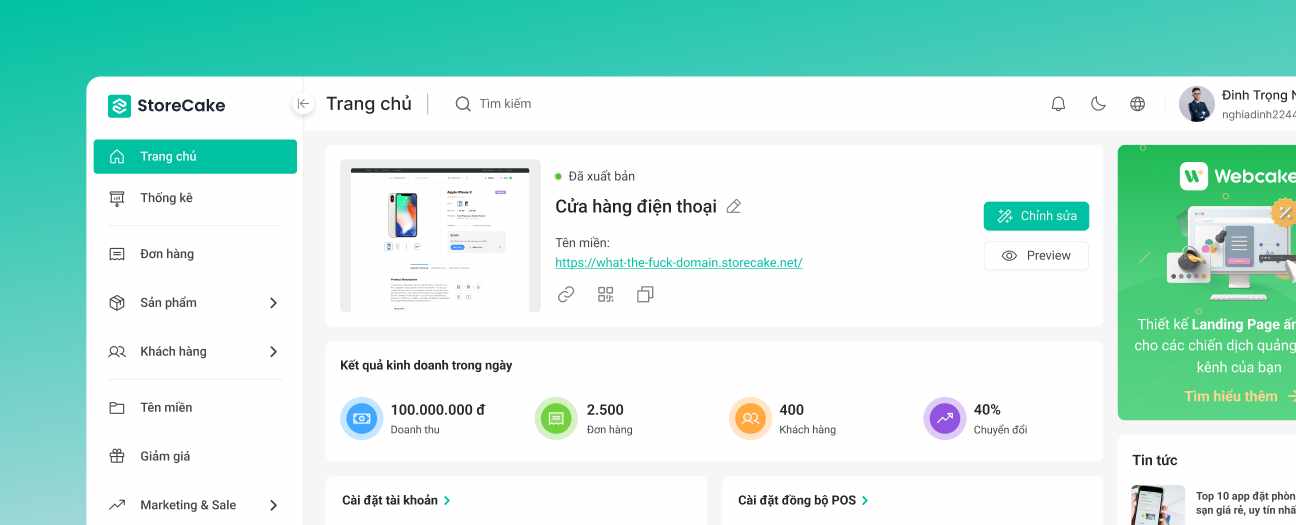 StoreCake
Trang chủ
Tìm kiếm
Đinh Trọng N
nghiadinh2244
Trang chủ
Thống kê
Đơn hàng
Sản phẩm
Khách hàng
Tên miền
Giảm giá
Marketing & Sale
Apple iPhone X
Đã xuất bản
Cửa hàng điện thoại
Tên miền:
https://what-the-fuck-domain.storecake.net/
Chỉnh sửa
Preview
Kết quả kinh doanh trong ngày
100.000.000 đ
Doanh thu
2.500
Đơn hàng
400
Khách hàng
40%
Chuyển đổi
Cài đặt tài khoản
Cài đặt đồng bộ POS
Webcake
Thiết kế Landing Page ấn
cho các chiến dịch quảng
kênh của bạn
Tìm hiểu thêm
Tin tức
Top 10 app đặt phòn
sạn giá rẻ, uy tín nhấ